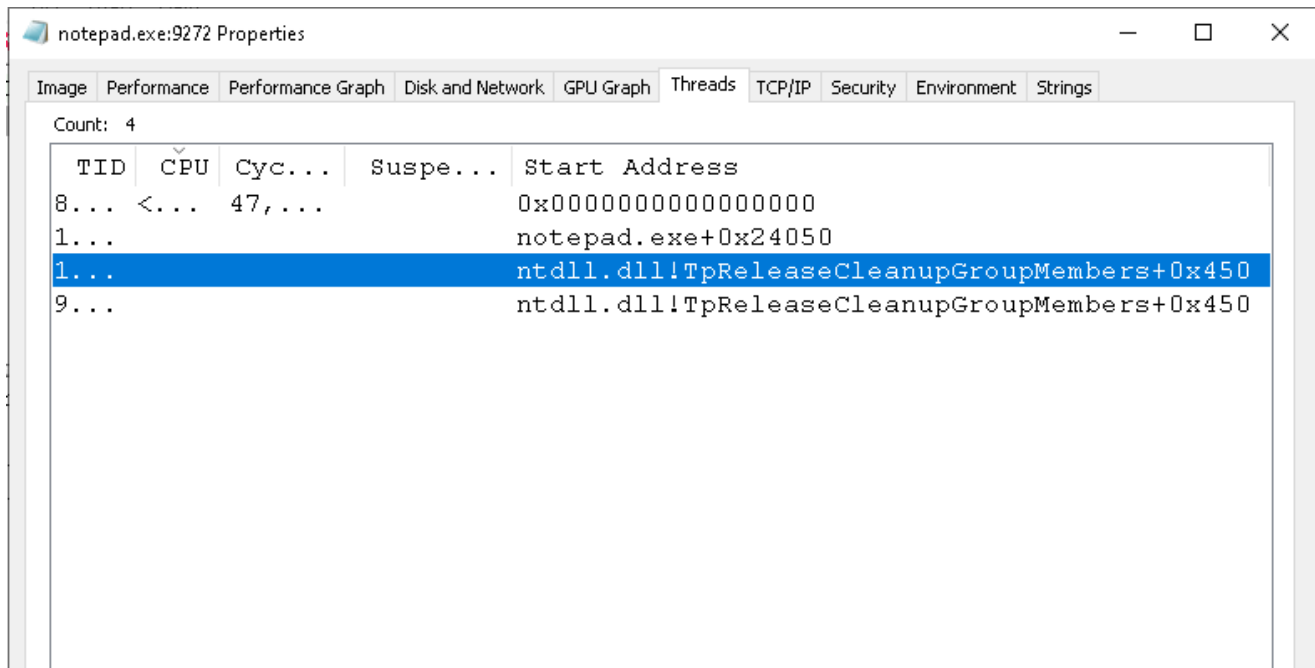 notepad.exe:9272 Properties
Image Performance Performance Graph Disk and Network GPU Graph Threads TCP/IP Security Environment Strings
Count: 4
TID CPU Cyc... Suspe... Start Address
8... <... 47,... 0x0000000000000000
1... notepad.exe+0x24050
1... ntdll.dll!TpReleaseCleanupGroupMembers+0x450
9... ntdll.dll!TpReleaseCleanupGroupMembers+0x450